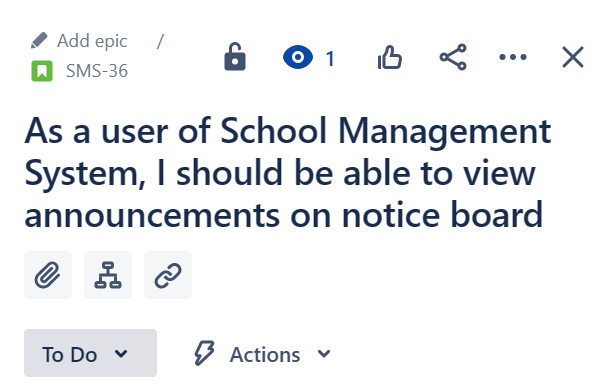 Add epic /
SMS-36
1
As a user of School Management
System, I should be able to view
announcements on notice board
To Do
Actions